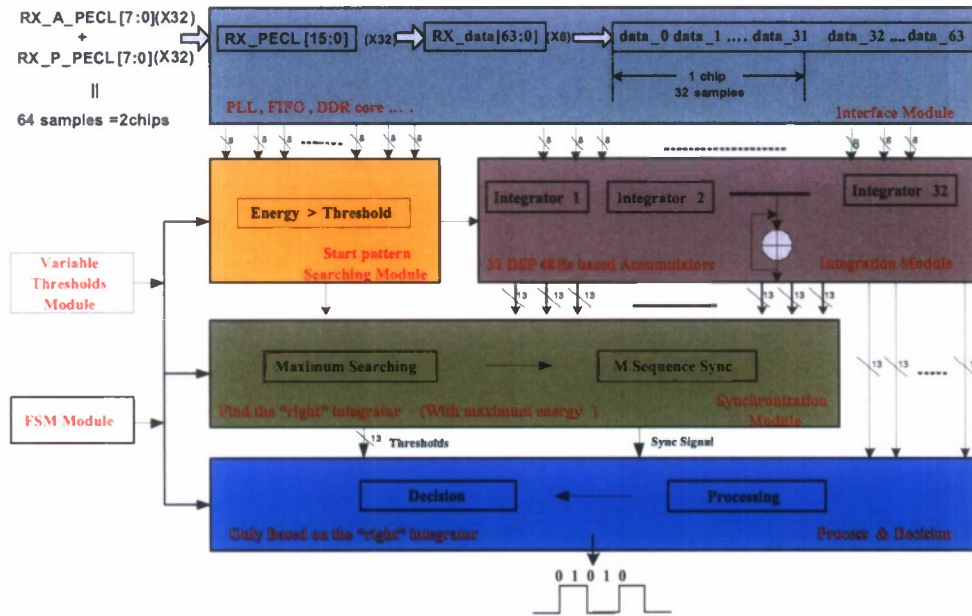 RX_A_PECL[7:0](X32)
+
RX_P_PECL[7:0](X32)
||
64 samples =2chips
RX_PECL[15:0] (X32) RX_data|63:0] (X8) data_0 data_1 .... data_31 data_32 .... data_63
1 chip
32 samples
PLL, FIFO, DDR core ... . Interface Module
8 8 8 8 8 8 8 8 8 8 8 8
Energy > Threshold
Start pattern
Searching Module
Integrator 1 Integrator 2 Integrator 32
32 DSP 48Es based Accumulators Integration Module
Variable
Thresholds
Module
13 13 13 13 13 13
Maximum Searching M Sequence Sync
Find the "right" integrator (With maximum energy ) Synchronization
Module
13 13 13
FSM Module
13 Thresholds Sync Signal
Decision Processing
Only Based on the "right" integrator Process & Decision
0 1 0 1 0